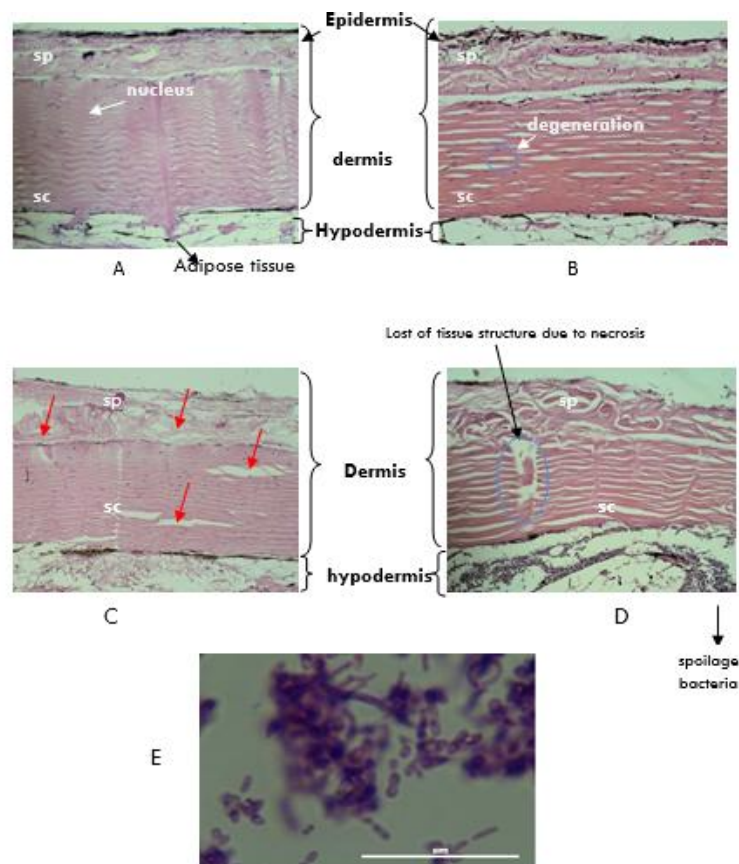 Epidermis
sp
nucleus
sc
dermis
Hypodermis
Adipose tissue
A
sp
degeneration
sc
B
Lost of tissue structure due to necrosis
sp
sc
Dermis
hypodermis
C
sp
sc
D
spoilage
bacteria
E